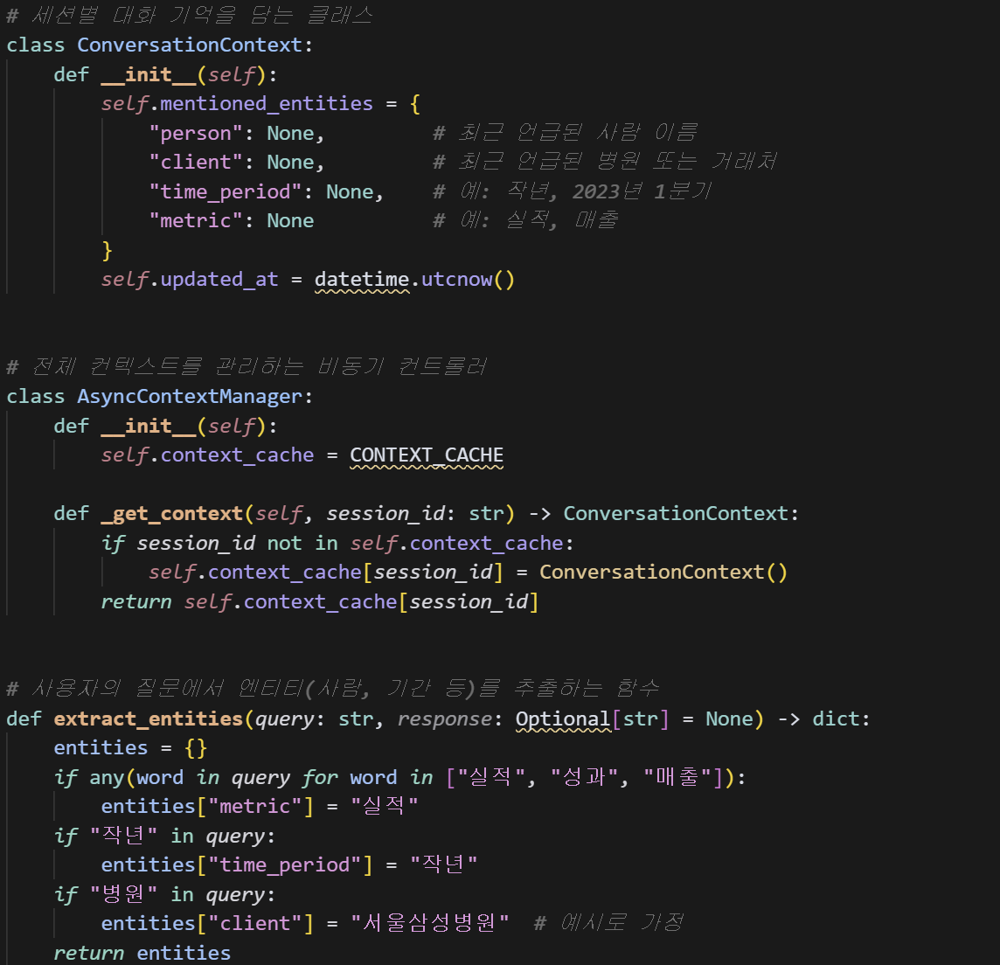 # 세션별 대화 기억을 담는 클래스
class ConversationContext:
    def __init__(self):
        self.mentioned_entities = {
            "person": None,         # 최근 언급된 사람 이름
            "client": None,         # 최근 언급된 병원 또는 거래처
            "time_period": None,    # 예: 작년, 2023년 1분기
            "metric": None          # 예: 실적, 매출
        }
        self.updated_at = datetime.utcnow()
# 전체 컨텍스트를 관리하는 비동기 컨트롤러
class AsyncContextManager:
    def __init__(self):
        self.context_cache = CONTEXT_CACHE
    def _get_context(self, session_id: str) -> ConversationContext:
        if session_id not in self.context_cache:
            self.context_cache[session_id] = ConversationContext()
        return self.context_cache[session_id]
# 사용자의 질문에서 엔티티(사람, 기간 등)를 추출하는 함수
def extract_entities(query: str, response: Optional[str] = None) -> dict:
    entities = {}
    if any(word in query for word in ["실적", "성과", "매출"]):
        entities["metric"] = "실적"
    if "작년" in query:
        entities["time_period"] = "작년"
    if "병원" in query:
        entities["client"] = "서울삼성병원"  # 예시로 가정
    return entities